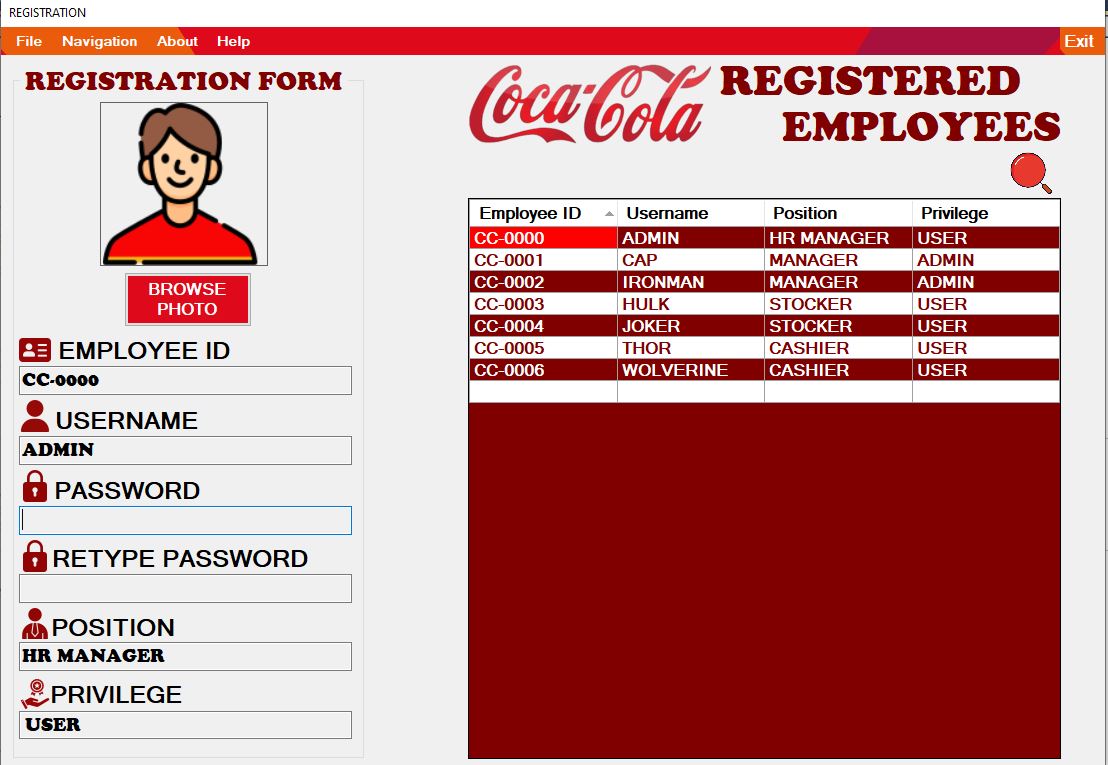 REGISTRATION
File Navigation About Help Exit
REGISTRATION FORM
BROWSE
PHOTO
EMPLOYEE ID
CC-0000
USERNAME
ADMIN
PASSWORD
RETYPE PASSWORD
POSITION
HR MANAGER
PRIVILEGE
USER
Coca-Cola
REGISTERED
EMPLOYEES
Employee ID Username Position Privilege
CC-0000 ADMIN HR MANAGER USER
CC-0001 CAP MANAGER ADMIN
CC-0002 IRONMAN MANAGER ADMIN
CC-0003 HULK STOCKER USER
CC-0004 JOKER STOCKER USER
CC-0005 THOR CASHIER USER
CC-0006 WOLVERINE CASHIER USER